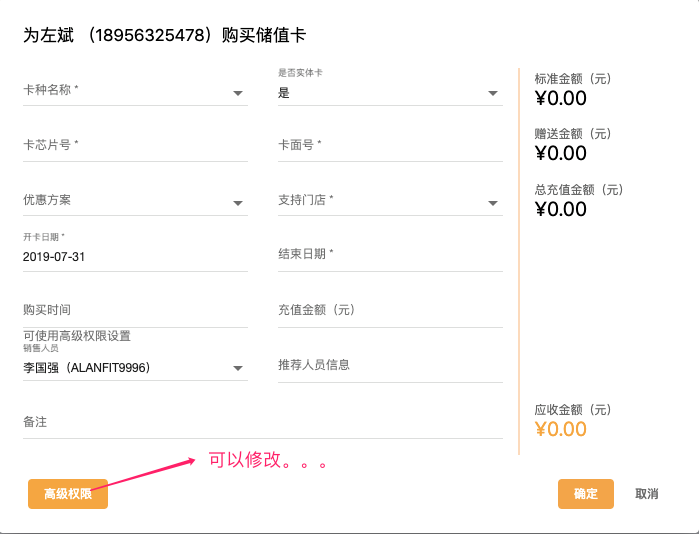 为左斌 （18956325478）购买储值卡
卡种名称 *
是否实体卡
是
卡芯片号 *
卡面号 *
优惠方案
支持门店 *
开卡日期 *
2019-07-31
结束日期 *
购买时间
充值金额（元）
可使用高级权限设置
销售人员
李国强（ALANFIT9996）
推荐人员信息
备注
标准金额（元）
¥0.00
赠送金额（元）
¥0.00
总充值金额（元）
¥0.00
应收金额（元）
¥0.00
可以修改。。。
高级权限
确定
取消